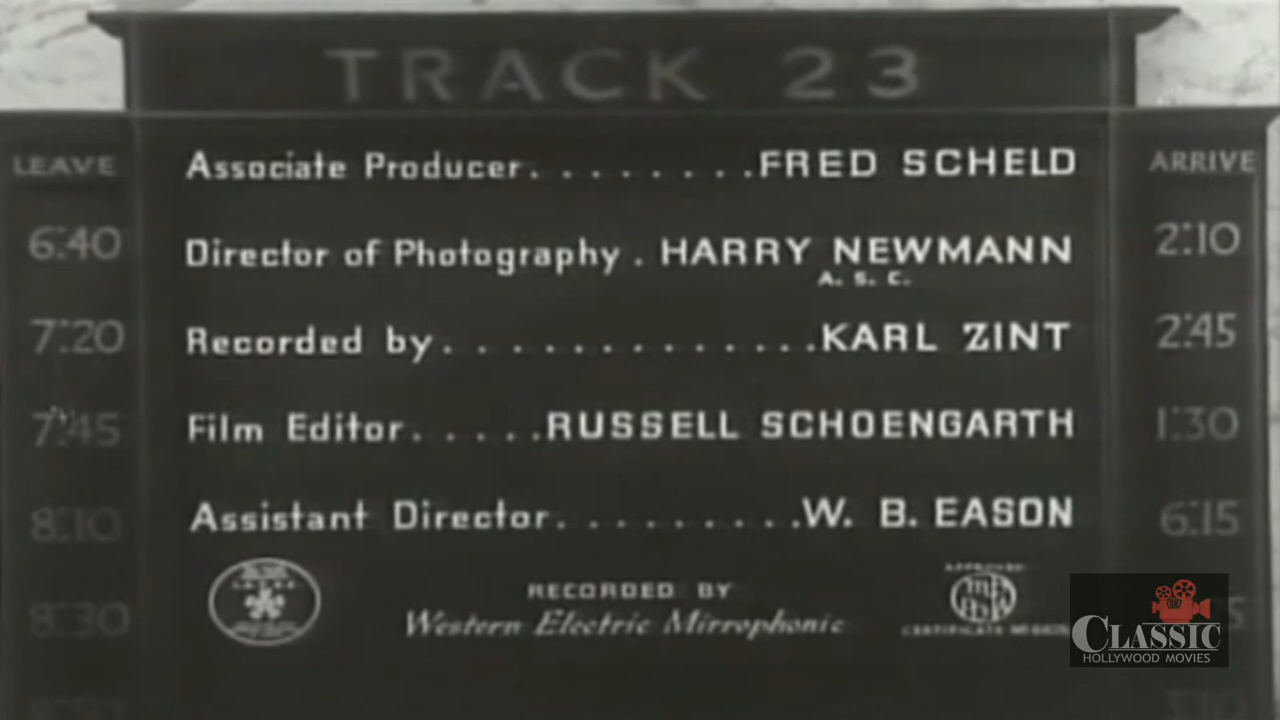 TRACK 23
LEAVE
ARRIVE
Associate Producer. . . . . . . . .FRED SCHELD
6:40
2:10
Director of Photography . HARRY NEWMANN
A. S. C.
7:20
2:45
Recorded by. . . . . . . . . . . . . . .KARL ZINT
7:45
1:30
Film Editor. . . . . .RUSSELL SCHOENGARTH
8:10
6:15
Assistant Director. . . . . . . . . .W. B. EASON
8:30
RECORDED BY
Western Electric Mirrophonic
APPROVED
CERTIFICATE
CLASSIC
HOLLYWOOD MOVIES